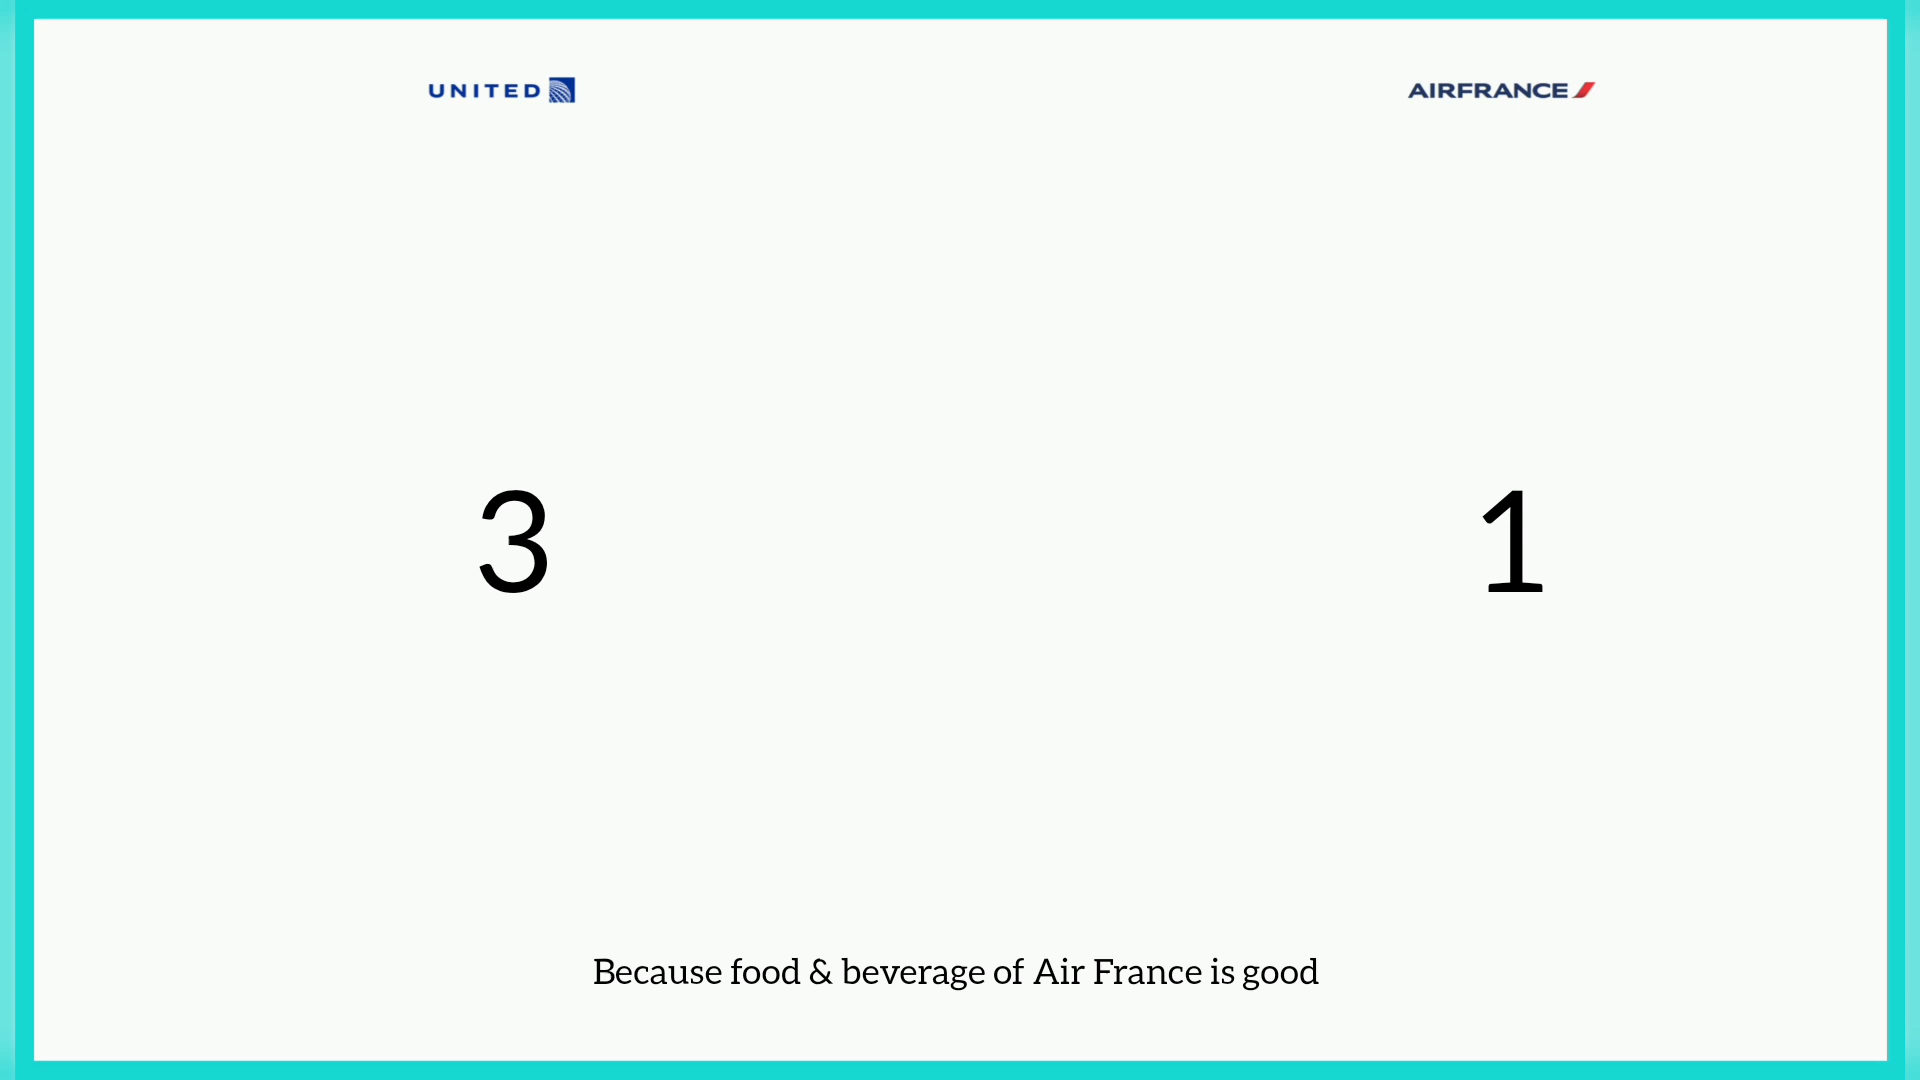 UNITED
AIRFRANCE
3
1
Because food & beverage of Air France is good